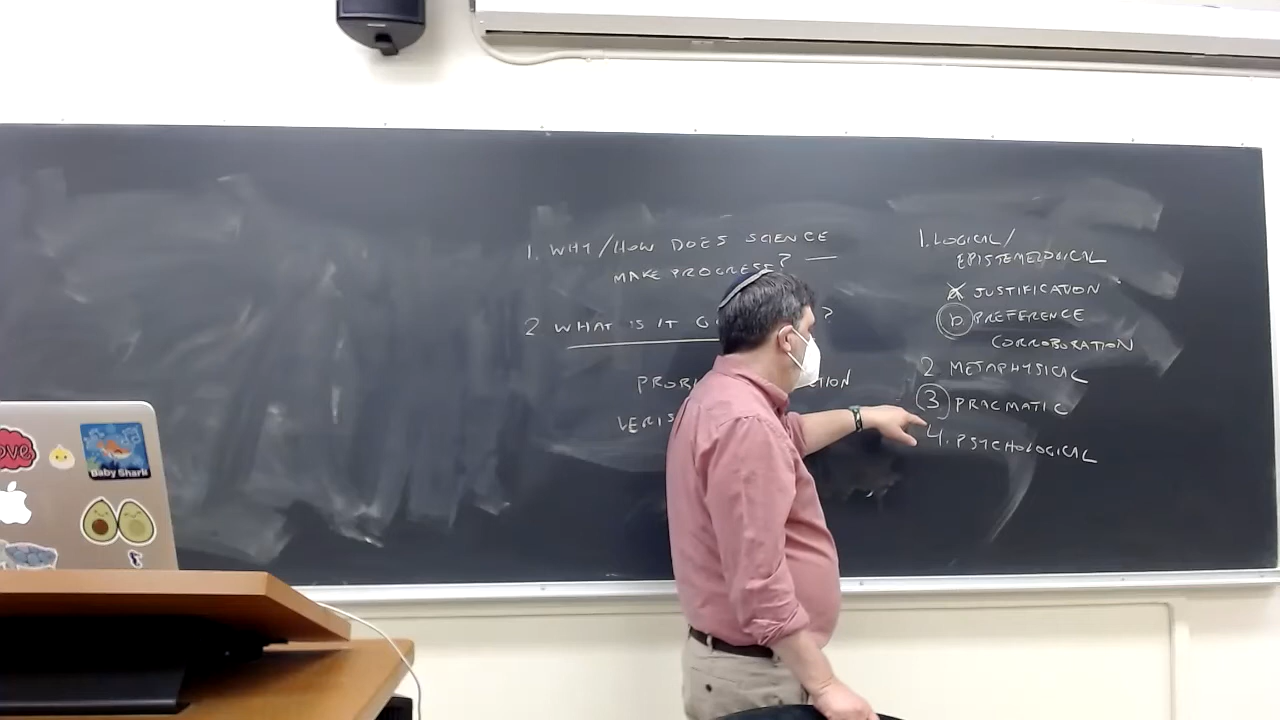 1. WHY/HOW DOES SCIENCE
MAKE PROGRESS?
2 WHAT IS IT ?
1. LOGICAL/
EPISTEMELOGICAL
JUSTIFICATION
b PREFERENCE
CORROBORATION
2 METAPHYSICAL
3 PRAGMATIC
4. PSYCHOLOGICAL
Baby Shark